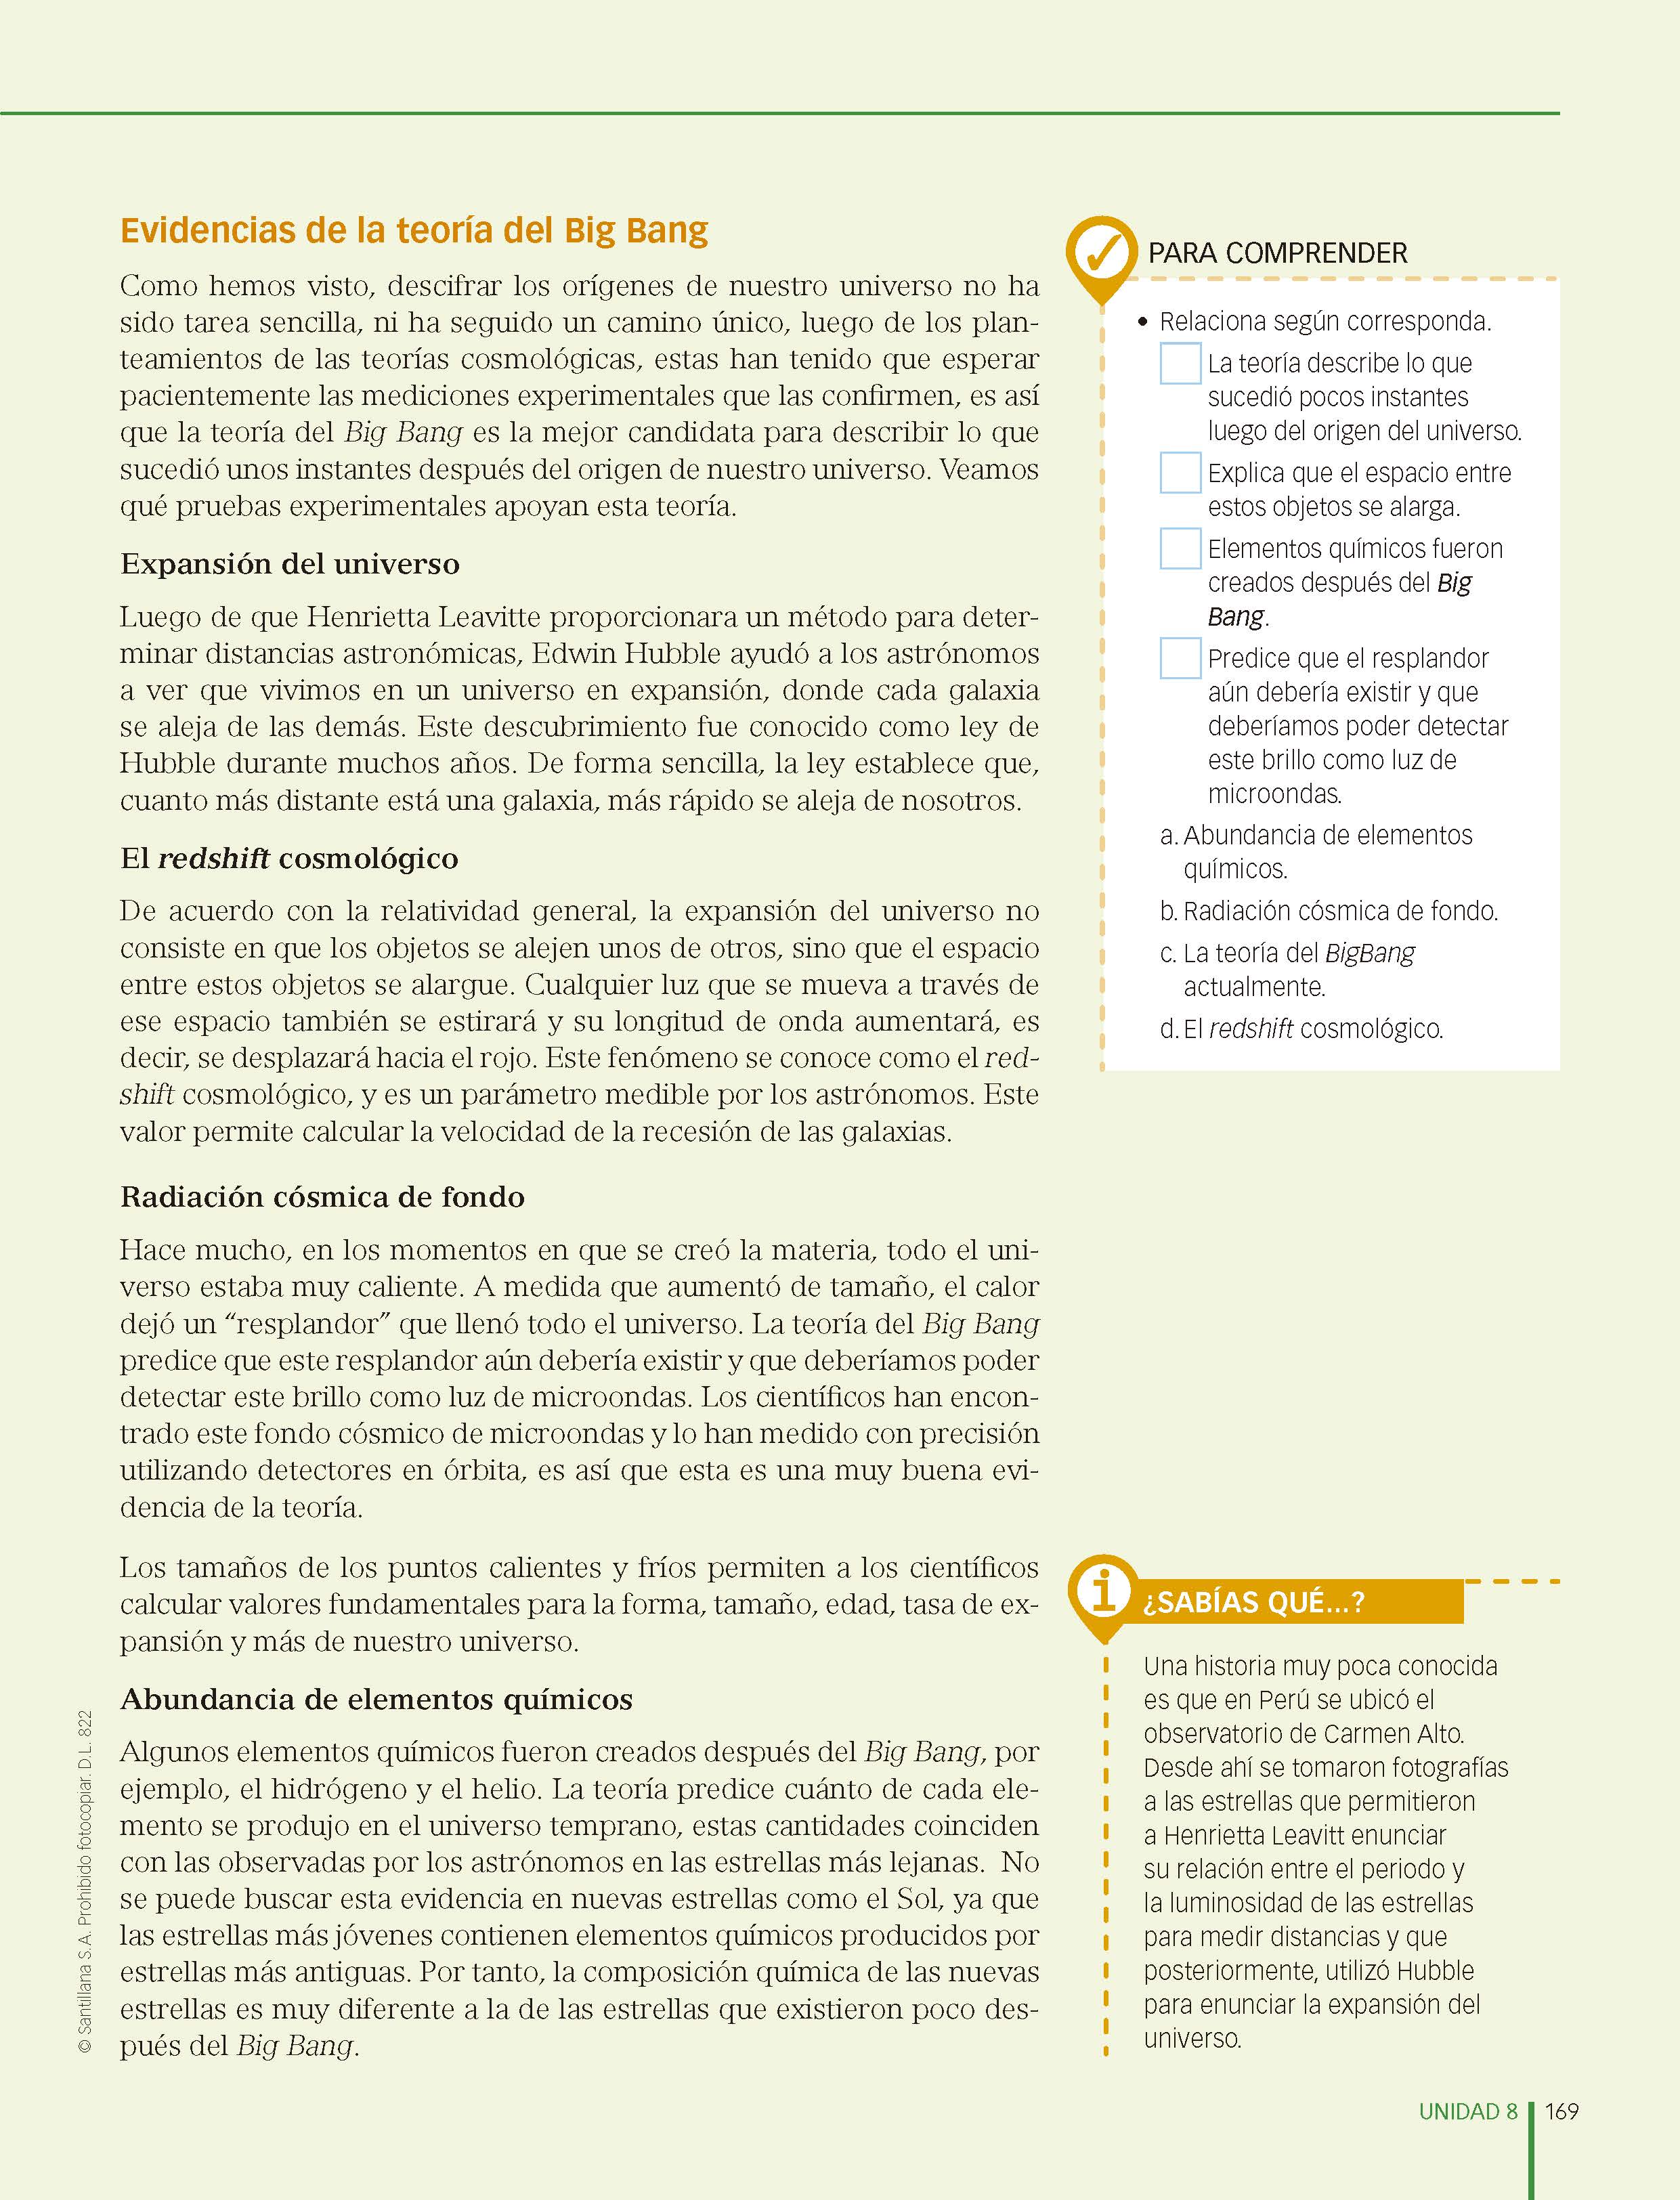 Evidencias de la teoría del Big Bang
Como hemos visto, descifrar los orígenes de nuestro universo no ha
sido tarea sencilla, ni ha seguido un camino único, luego de los plan-
teamientos de las teorías cosmológicas, estas han tenido que esperar
pacientemente las mediciones experimentales que las confirmen, es así
que la teoría del Big Bang es la mejor candidata para describir lo que
sucedió unos instantes después del origen de nuestro universo. Veamos
qué pruebas experimentales apoyan esta teoría.
Expansión del universo
Luego de que Henrietta Leavitte proporcionara un método para deter-
minar distancias astronómicas, Edwin Hubble ayudó a los astrónomos
a ver que vivimos en un universo en expansión, donde cada galaxia
se aleja de las demás. Este descubrimiento fue conocido como ley de
Hubble durante muchos años. De forma sencilla, la ley establece que,
cuanto más distante está una galaxia, más rápido se aleja de nosotros.
El redshift cosmológico
De acuerdo con la relatividad general, la expansión del universo no
consiste en que los objetos se alejen unos de otros, sino que el espacio
entre estos objetos se alargue. Cualquier luz que se mueva a través de
ese espacio también se estirará y su longitud de onda aumentará, es
decir, se desplazará hacia el rojo. Este fenómeno se conoce como el red-
shift cosmológico, y es un parámetro medible por los astrónomos. Este
valor permite calcular la velocidad de la recesión de las galaxias.
Radiación cósmica de fondo
Hace mucho, en los momentos en que se creó la materia, todo el uni-
verso estaba muy caliente. A medida que aumentó de tamaño, el calor
dejó un “resplandor” que llenó todo el universo. La teoría del Big Bang
predice que este resplandor aún debería existir y que deberíamos poder
detectar este brillo como luz de microondas. Los científicos han encon-
trado este fondo cósmico de microondas y lo han medido con precisión
utilizando detectores en órbita, es así que esta es una muy buena evi-
dencia de la teoría.
Los tamaños de los puntos calientes y fríos permiten a los científicos
calcular valores fundamentales para la forma, tamaño, edad, tasa de ex-
pansión y más de nuestro universo.
Abundancia de elementos químicos
Algunos elementos químicos fueron creados después del Big Bang, por
ejemplo, el hidrógeno y el helio. La teoría predice cuánto de cada ele-
mento se produjo en el universo temprano, estas cantidades coinciden
con las observadas por los astrónomos en las estrellas más lejanas. No
se puede buscar esta evidencia en nuevas estrellas como el Sol, ya que
las estrellas más jóvenes contienen elementos químicos producidos por
estrellas más antiguas. Por tanto, la composición química de las nuevas
estrellas es muy diferente a la de las estrellas que existieron poco des-
pués del Big Bang.
PARA COMPRENDER
• Relaciona según corresponda.
La teoría describe lo que
sucedió pocos instantes
luego del origen del universo.
Explica que el espacio entre
estos objetos se alarga.
Elementos químicos fueron
creados después del Big
Bang.
Predice que el resplandor
aún debería existir y que
deberíamos poder detectar
este brillo como luz de
microondas.
a. Abundancia de elementos
químicos.
b. Radiación cósmica de fondo.
c. La teoría del BigBang
actualmente.
d. El redshift cosmológico.
i ¿SABÍAS QUÉ...?
Una historia muy poca conocida
es que en Perú se ubicó el
observatorio de Carmen Alto.
Desde ahí se tomaron fotografías
a las estrellas que permitieron
a Henrietta Leavitt enunciar
su relación entre el periodo y
la luminosidad de las estrellas
para medir distancias y que
posteriormente, utilizó Hubble
para enunciar la expansión del
universo.
© Santillana S.A. Prohibido fotocopiar. D.L. 822
UNIDAD 8 169